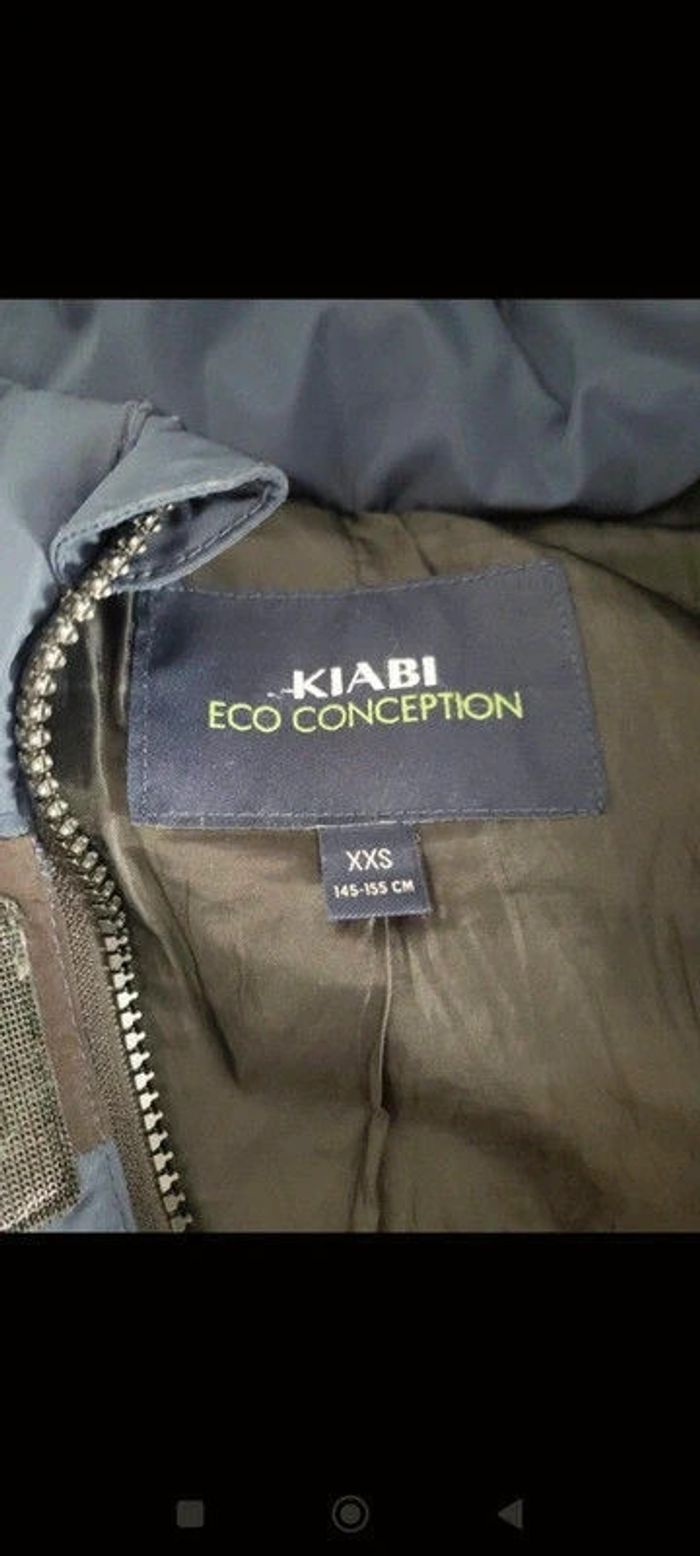 KIABI
ECO CONCEPTION
XXS
145-155 CM